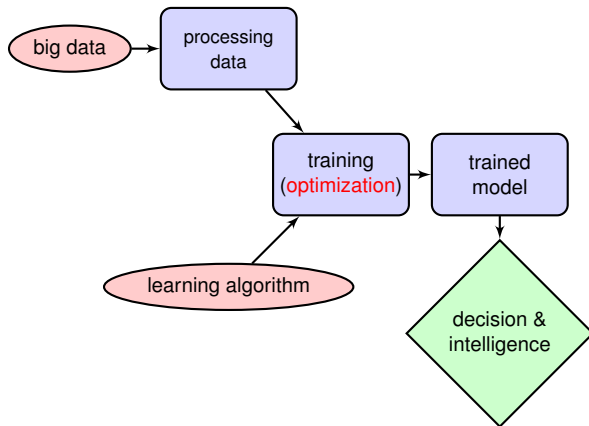 big data
processing
data
training
(optimization)
trained
model
learning algorithm
decision &
intelligence